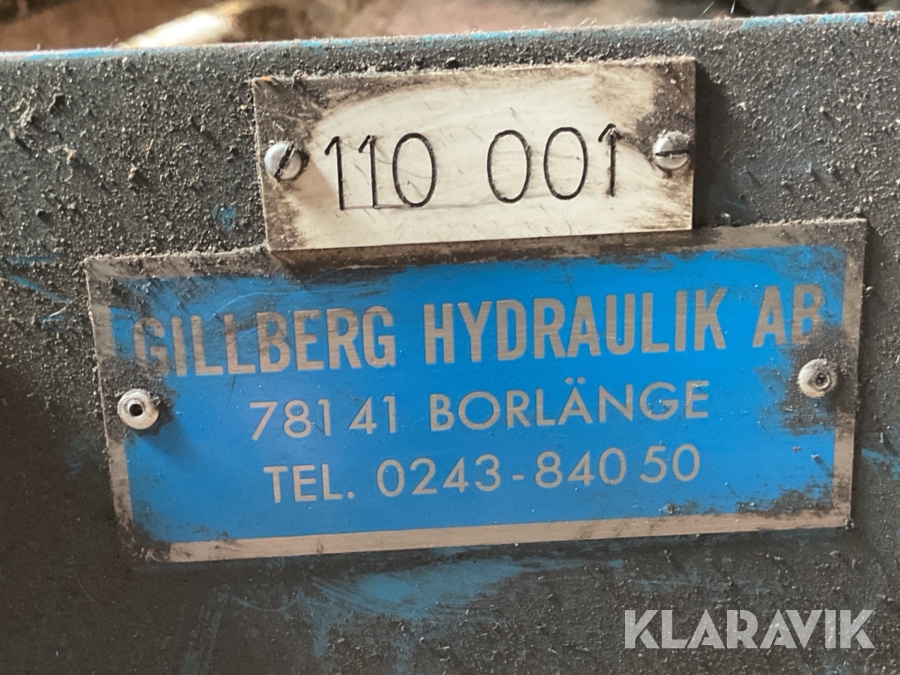 110 001
GILLBERG HYDRAULIK AB
781 41 BORLÄNGE
TEL. 0243-840 50
KLARAVIK